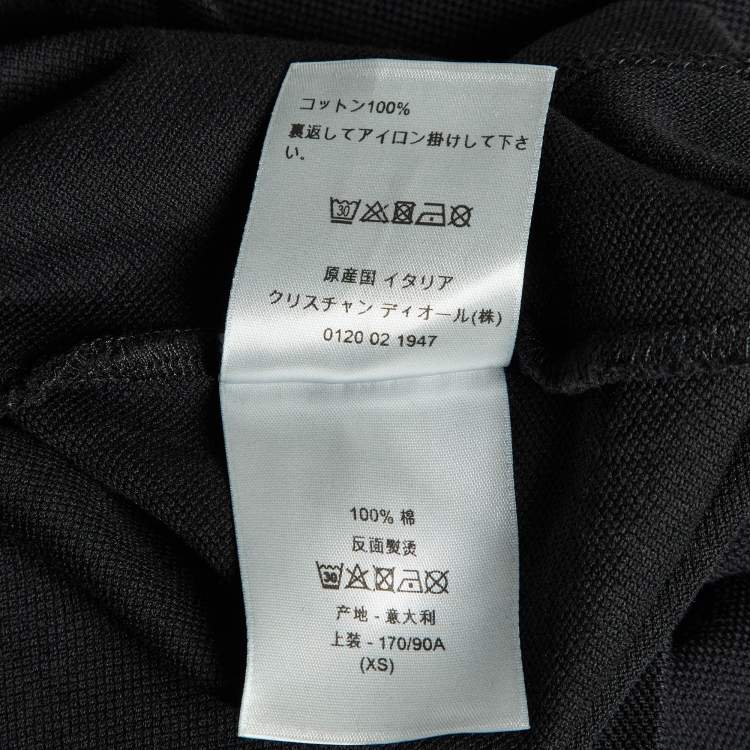 コットン100%
裏返してアイロン掛けして下さ
い。
30
原産国 イタリア
クリスチャン ディオール(株)
0120 02 1947
100% 棉
反面熨烫
30
产地 - 意大利
上装 - 170/90A
(XS)